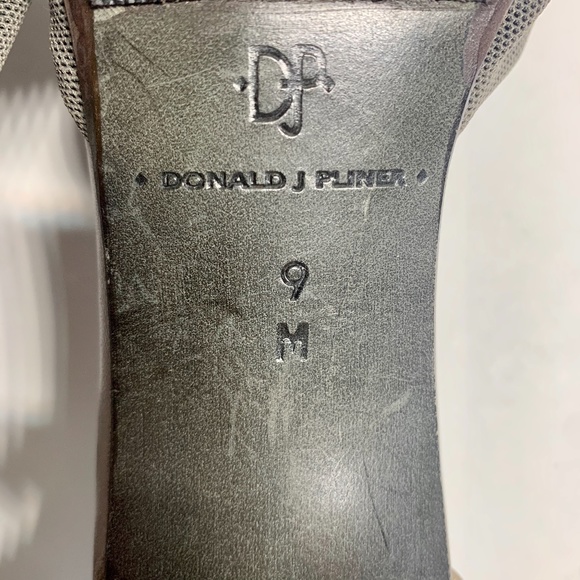 DJP
♦ DONALD J PLINER ♦
9
M